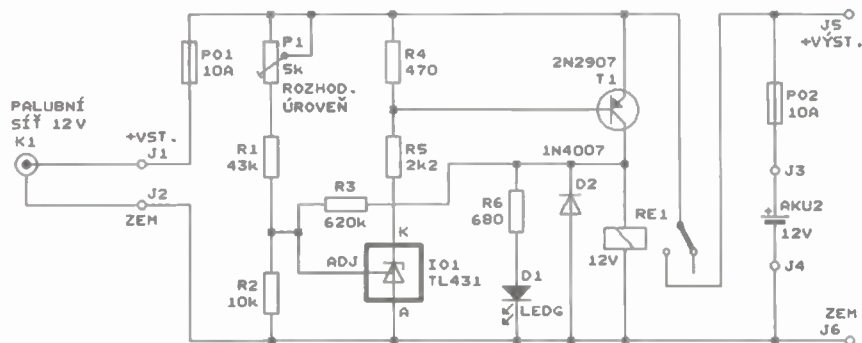 J5
+VÝST.
PO1
10A
P1
5k
ROZHOD.
ÚROVEŇ
R4
470
2N2907
T1
PO2
10A
PALUBNÍ
SÍŤ 12V
K1
+VST.
J1
R1
43k
R5
2k2
1N4007
J3
J2
ZEM
R3
620k
R6
680
D2
RE1
12V
AKU2
12V
K
ADJ
IO1
TL431
A
J4
R2
10k
D1
LEDG
ZEM
J6